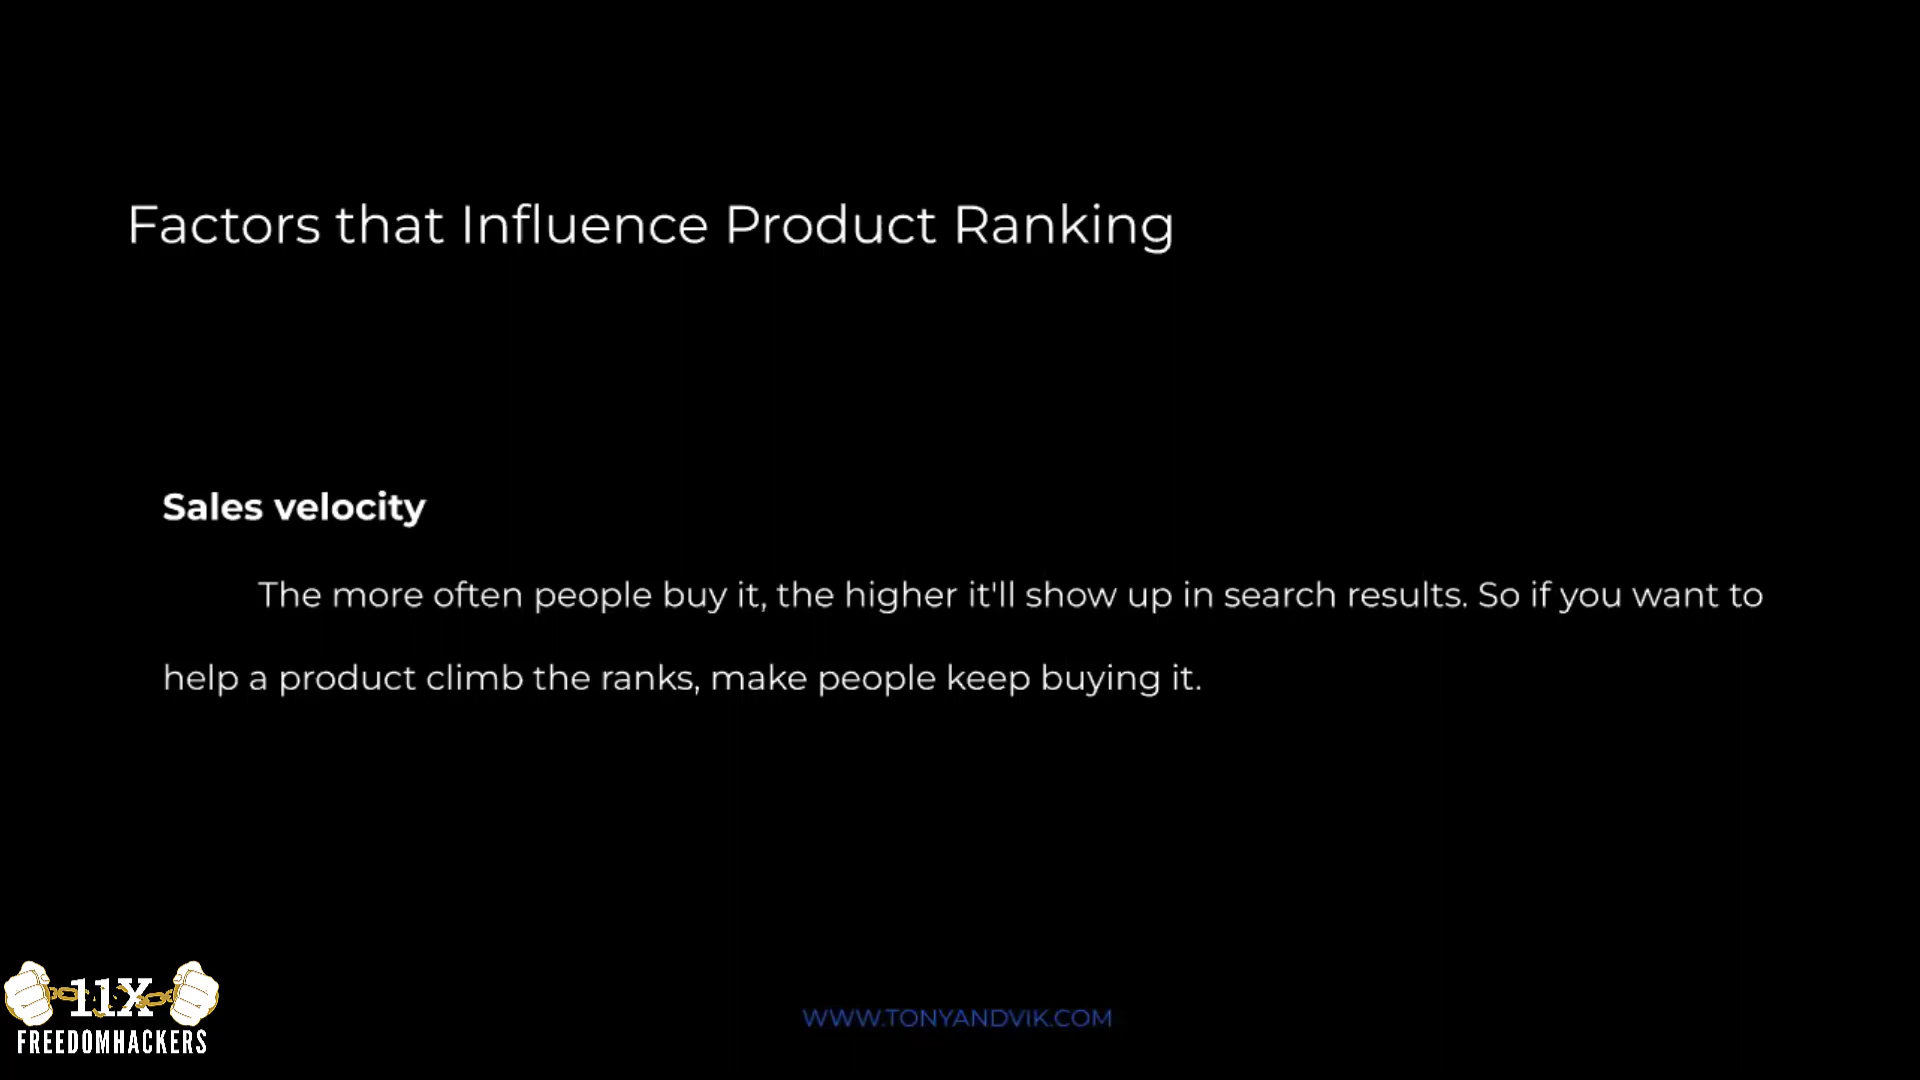 Factors that Influence Product Ranking
Sales velocity
The more often people buy it, the higher it'll show up in search results. So if you want to
help a product climb the ranks, make people keep buying it.
11X
FREEDOMHACKERS
WWW.TONYANDVIK.COM